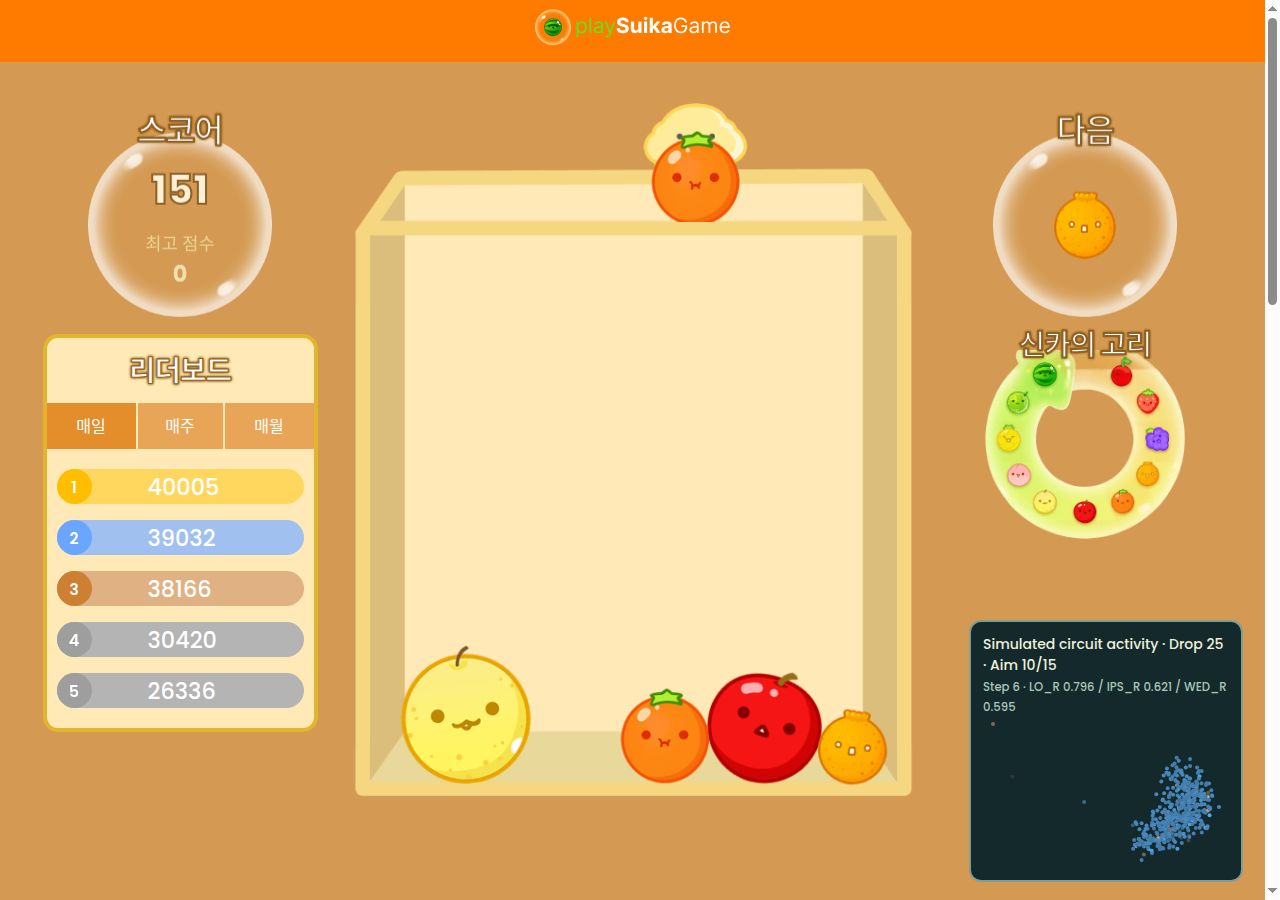 playSuikaGame
스코어
151
최고 점수
0
다음
신카의 고리
리더보드
매일 매주 매월
1 40005
2 39032
3 38166
4 30420
5 26336
Simulated circuit activity · Drop 25
· Aim 10/15
Step 6 · LO_R 0.796 / IPS_R 0.621 / WED_R
0.595